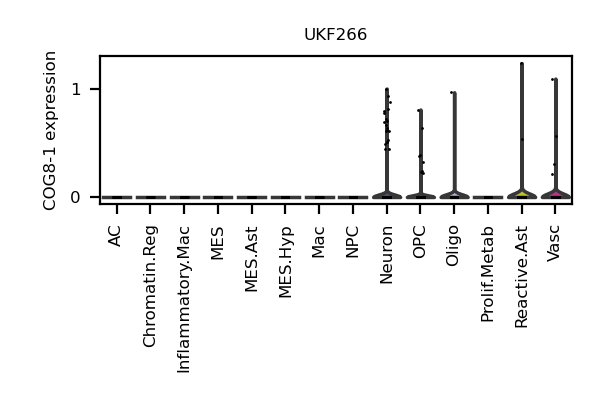 UKF266
COG8-1 expression
1
0
AC
Chromatin.Reg
Inflammatory.Mac
MES
MES.Ast
MES.Hyp
Mac
NPC
Neuron
OPC
Oligo
Prolif.Metab
Reactive.Ast
Vasc